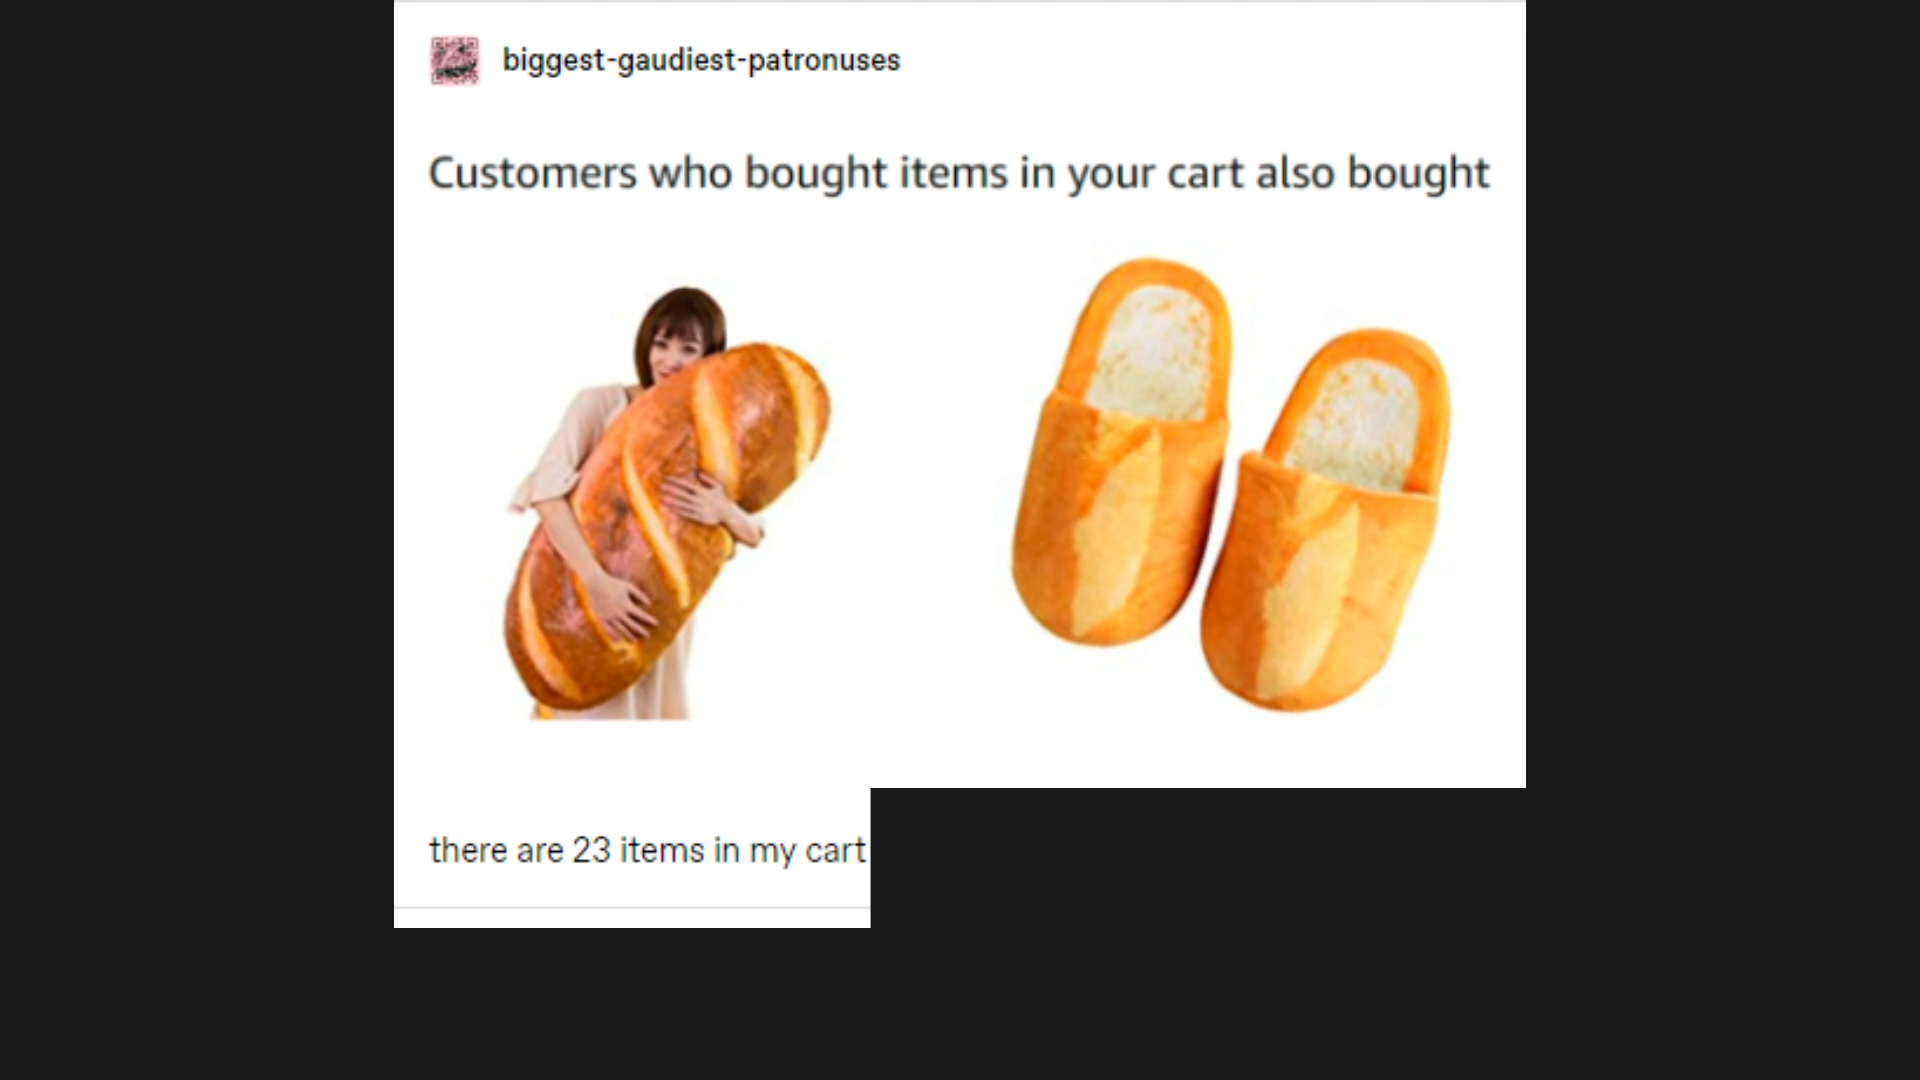 biggest-gaudiest-patronuses
Customers who bought items in your cart also bought
there are 23 items in my cart